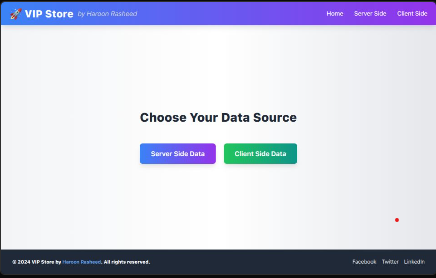 🚀 VIP Store by Haroon Rasheed
Home Server Side Client Side
Choose Your Data Source
Server Side Data Client Side Data
© 2024 VIP Store by Haroon Rasheed. All rights reserved.
Facebook Twitter LinkedIn